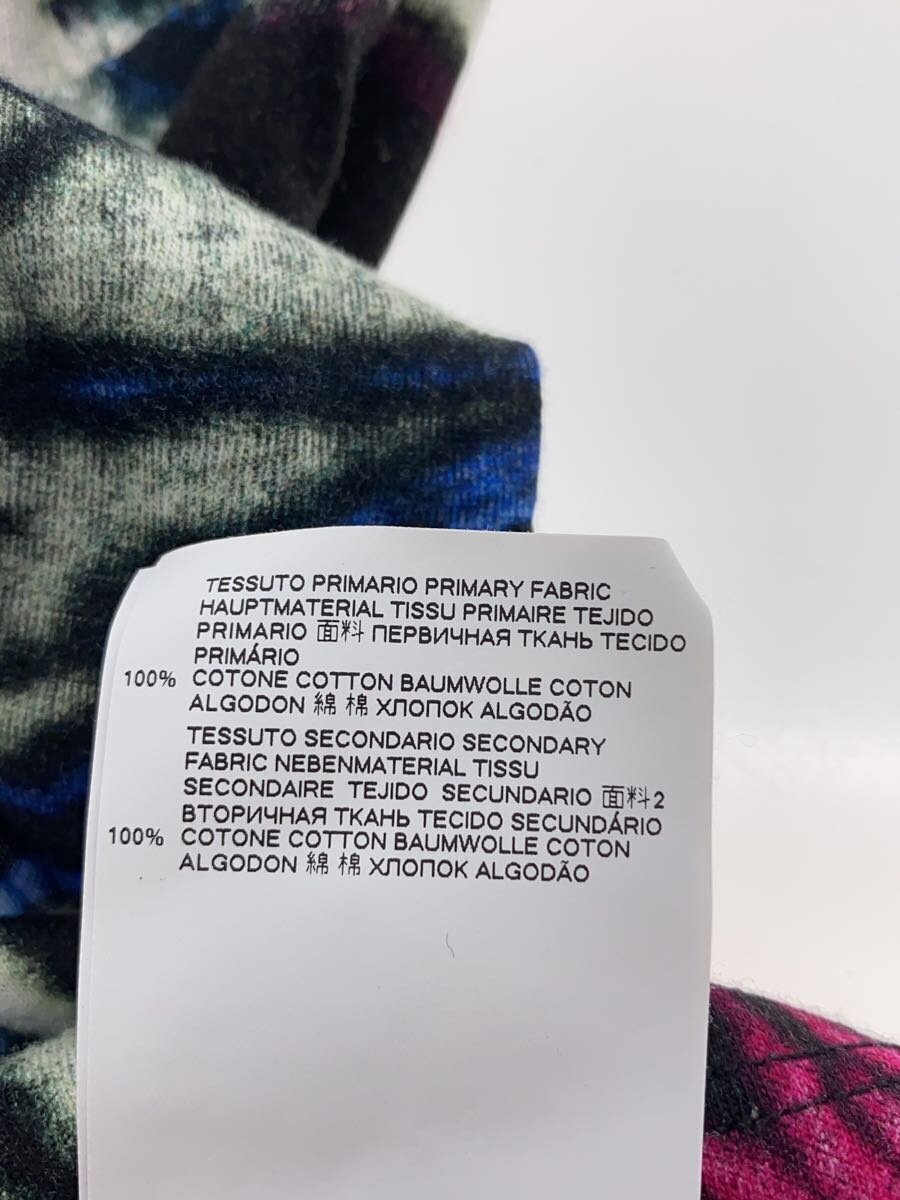 TESSUTO PRIMARIO PRIMARY FABRIC
HAUPTMATERIAL TISSU PRIMAIRE TEJIDO
PRIMARIO 面料 ПЕРВИЧНАЯ ТКАНЬ TECIDO
PRIMÁRIO
100% COTONE COTTON BAUMWOLLE COTON
ALGODON 綿 棉 ХЛОПОК ALGODÃO
TESSUTO SECONDARIO SECONDARY
FABRIC NEBENMATERIAL TISSU
SECONDAIRE TEJIDO SECUNDARIO 面料2
ВТОРИЧНАЯ ТКАНЬ TECIDO SECUNDÁRIO
100% COTONE COTTON BAUMWOLLE COTON
ALGODON 綿 棉 ХЛОПОК ALGODÃO